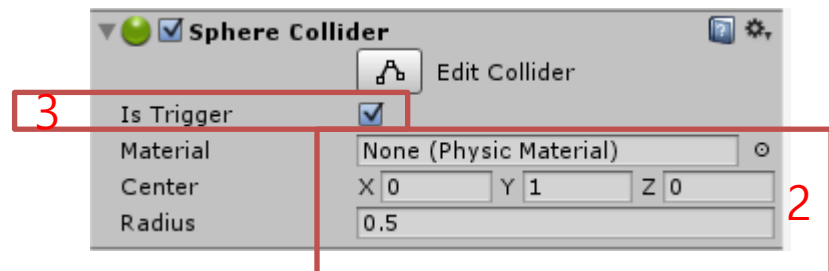 Sphere Collider
Edit Collider
3 Is Trigger
Material None (Physic Material)
Center X 0 Y 1 Z 0
2
Radius 0.5